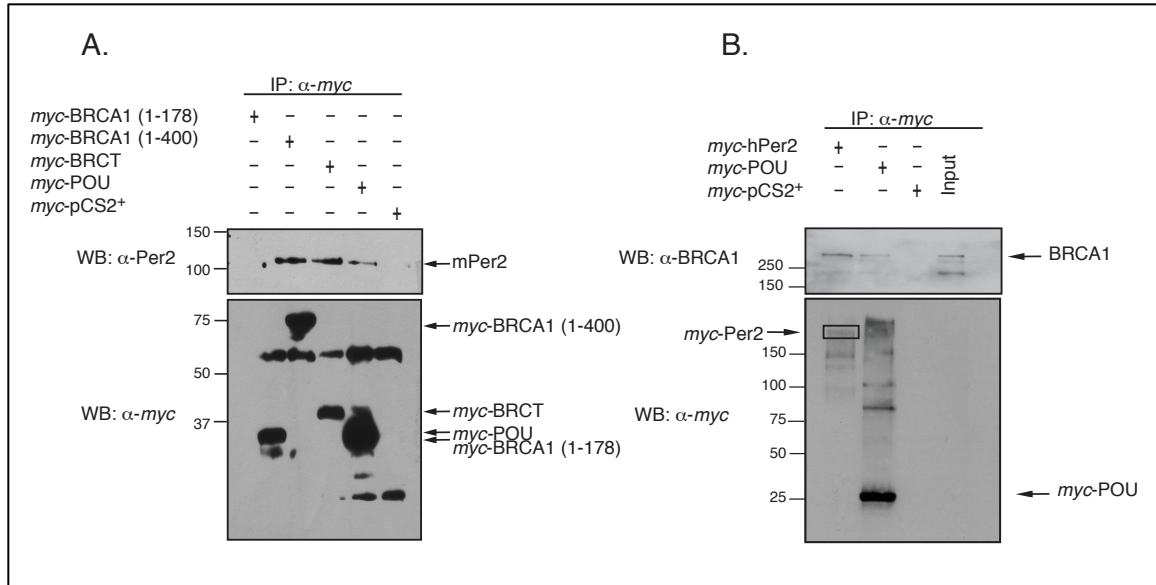 A.
IP: α-myc
myc-BRCA1 (1-178) + – – – –
myc-BRCA1 (1-400) – + – – –
myc-BRCT – – + – –
myc-POU – – – + –
myc-pCS2+ – – – – +
150
WB: α-Per2
100
mPer2
75
myc-BRCA1 (1-400)
50
WB: α-myc
37
myc-BRCT
myc-POU
myc-BRCA1 (1-178)
B.
IP: α-myc
myc-hPer2 + – –
myc-POU – + –
myc-pCS2+ – – +
Input
WB: α-BRCA1
250
150
BRCA1
myc-Per2
150
100
WB: α-myc
75
50
25
myc-POU